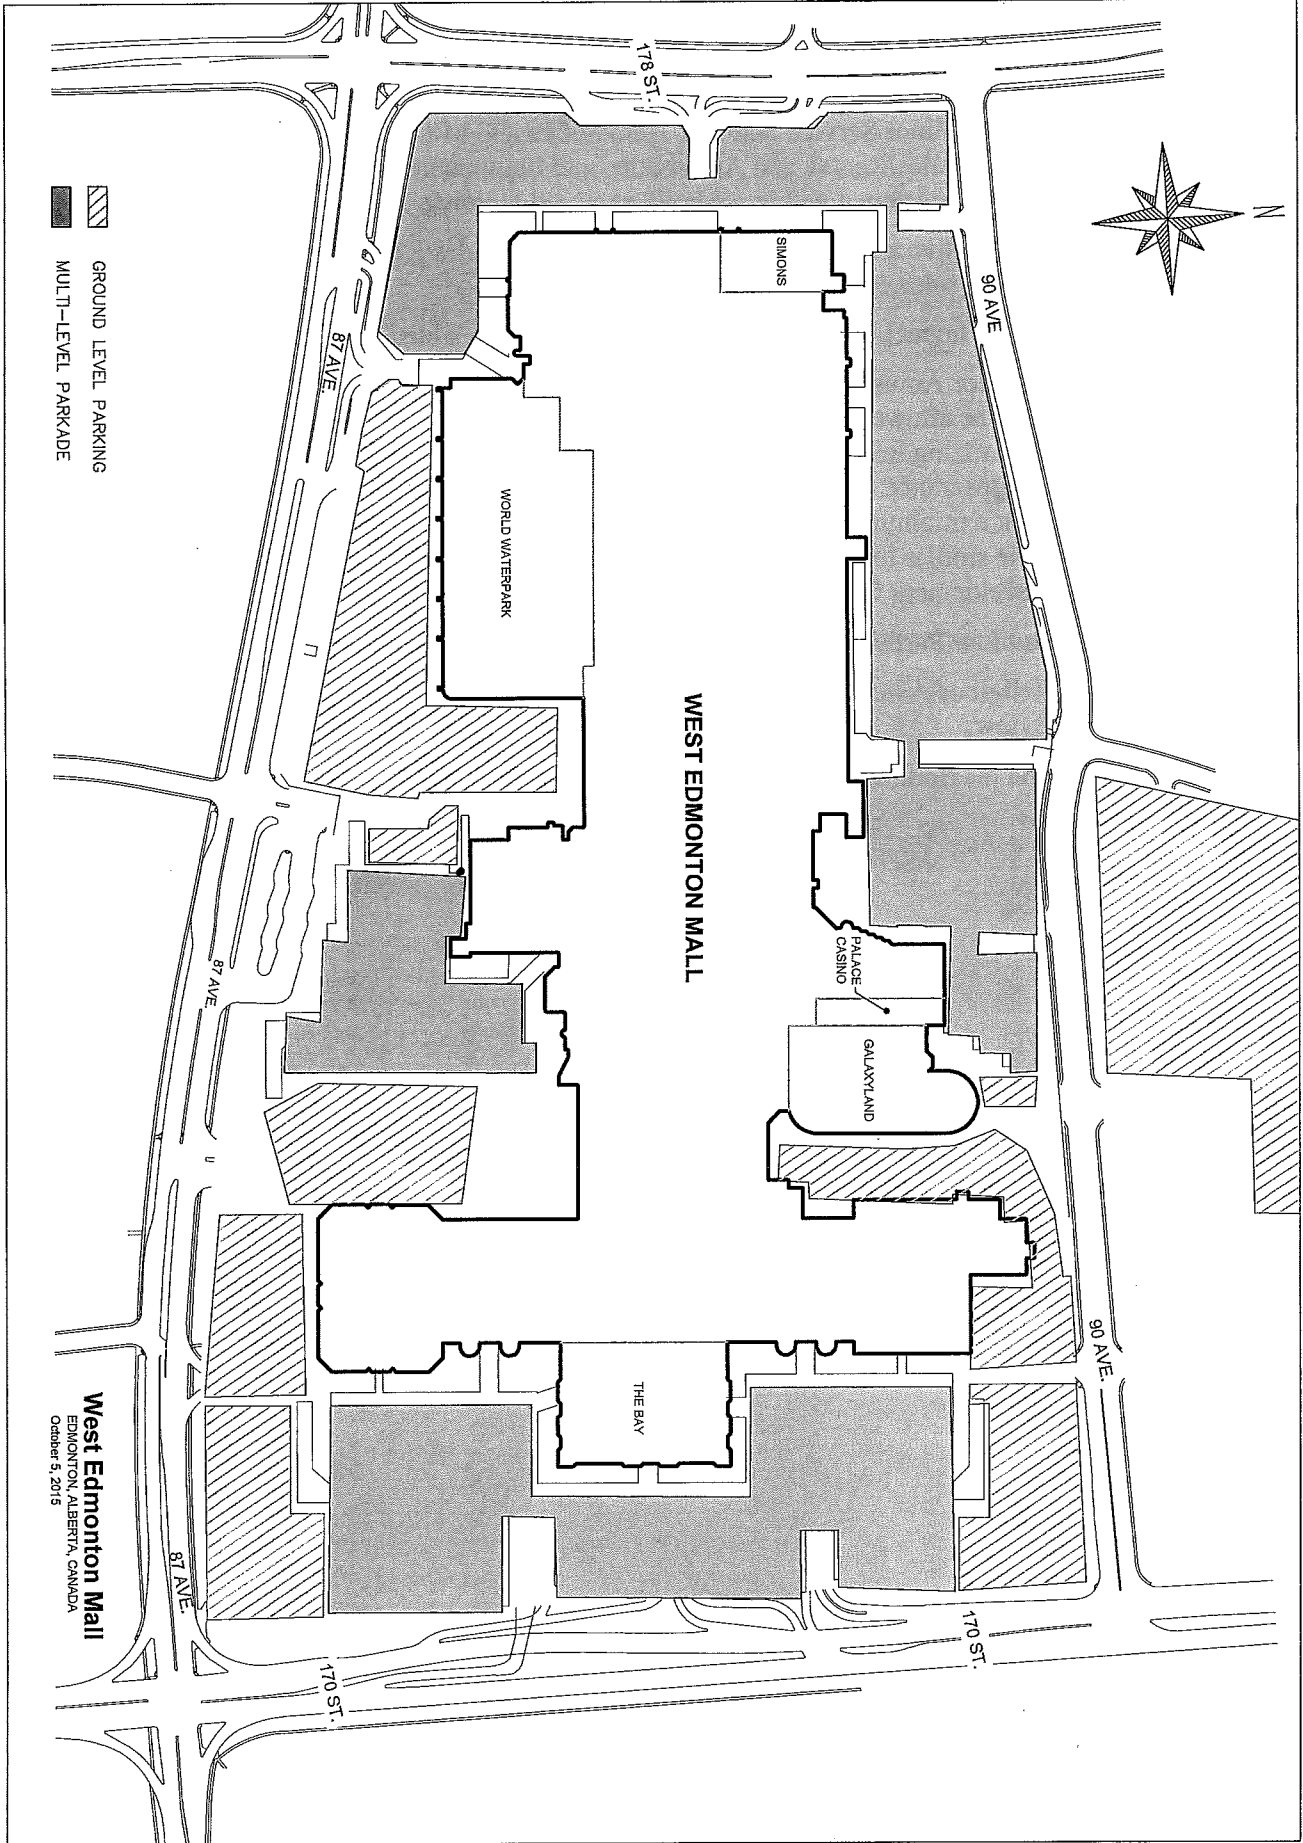 N
178 ST.
90 AVE
SIMONS
87 AVE.
WORLD WATERPARK
WEST EDMONTON MALL
PALACE
CASINO
GALAXYLAND
87 AVE.
90 AVE.
THE BAY
170 ST.
87 AVE.
170 ST.
GROUND LEVEL PARKING
MULTI-LEVEL PARKADE
West Edmonton Mall
EDMONTON, ALBERTA, CANADA
October 5, 2015